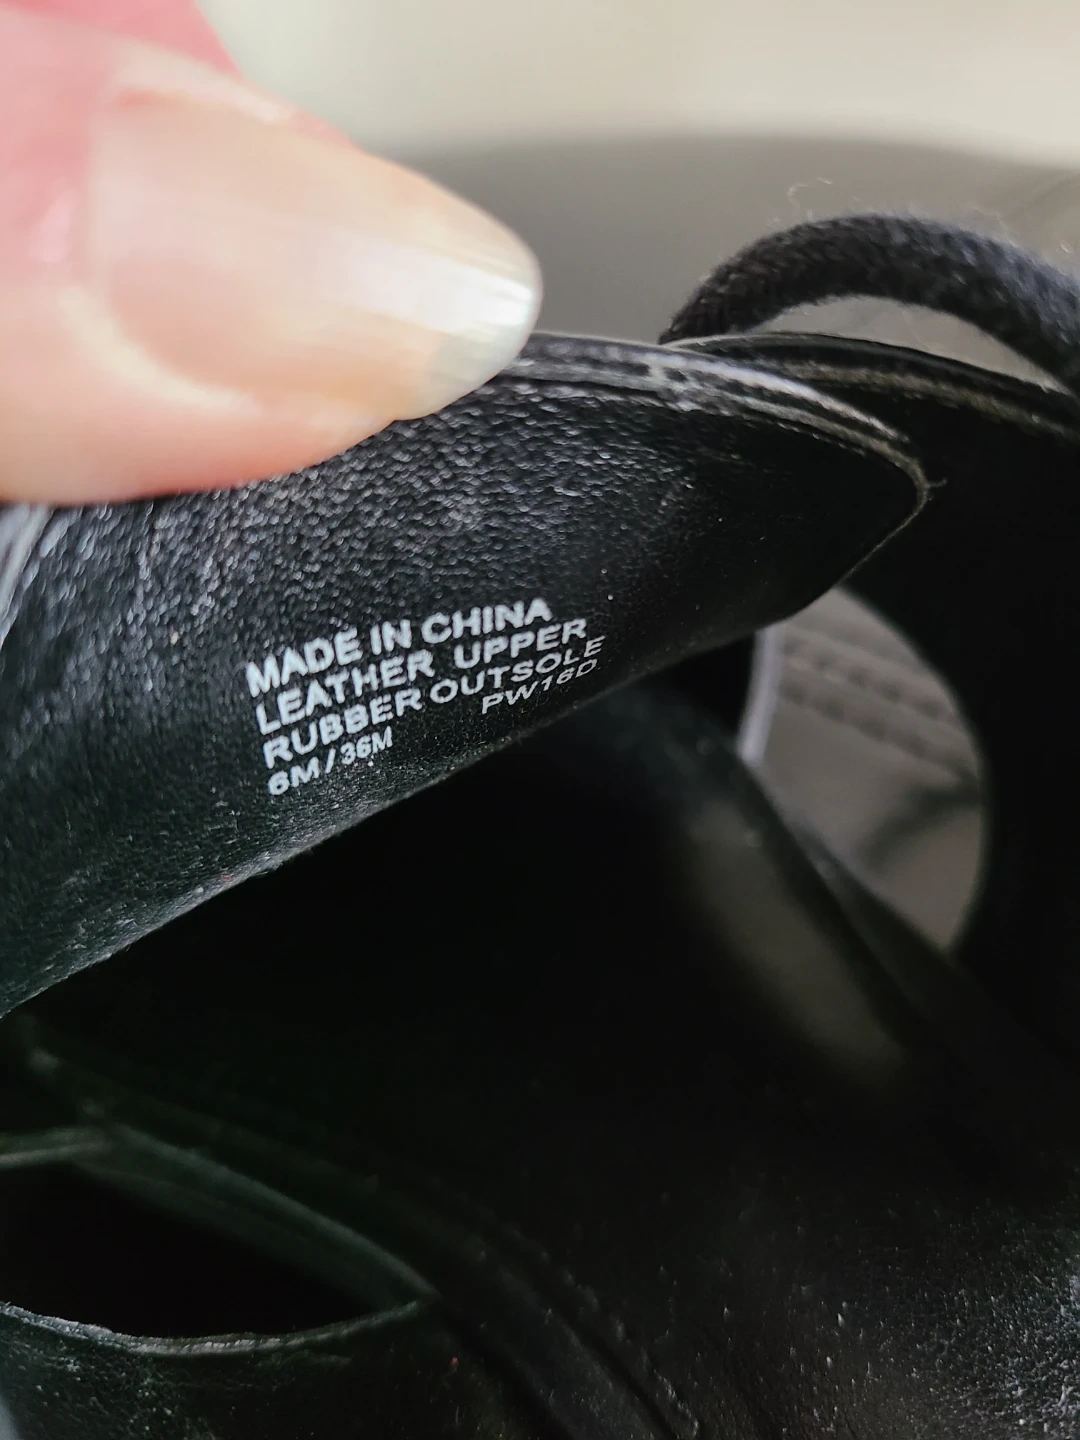 MADE IN CHINA
LEATHER UPPER
RUBBER OUTSOLE
PW16D
6M/36M